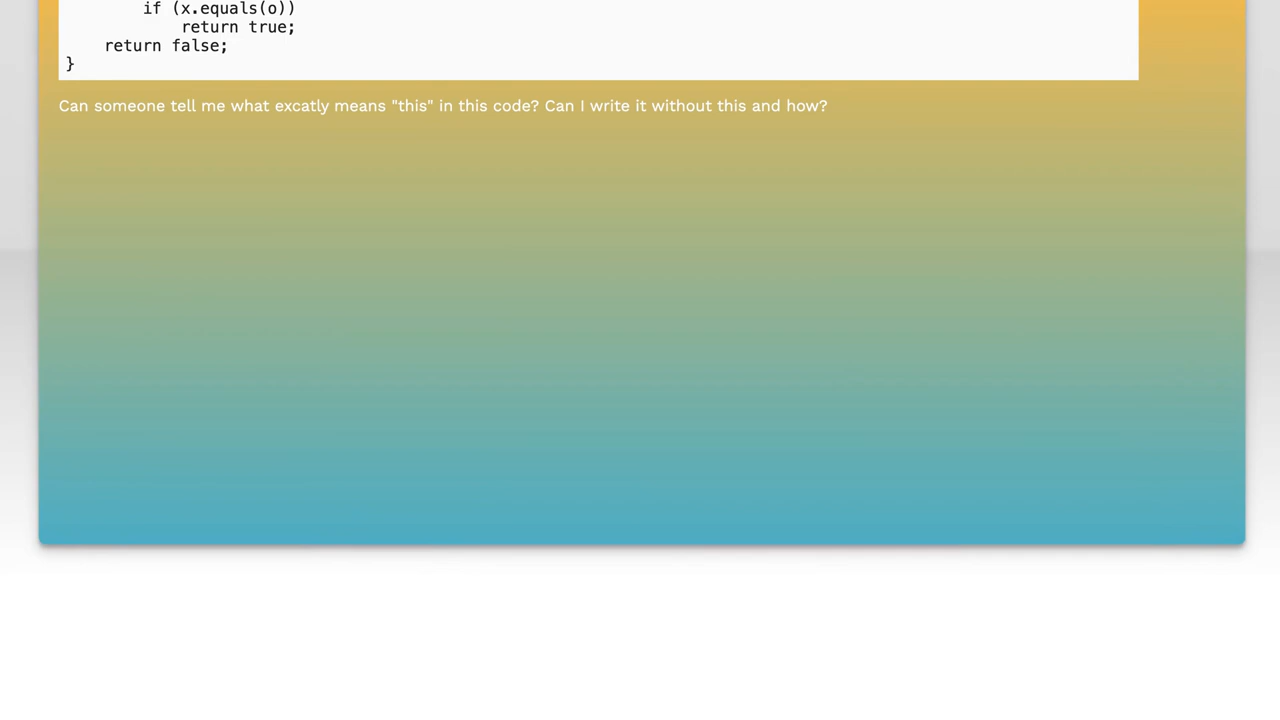 if (x.equals(o))
return true;
return false;
}
Can someone tell me what excatly means "this" in this code? Can I write it without this and how?